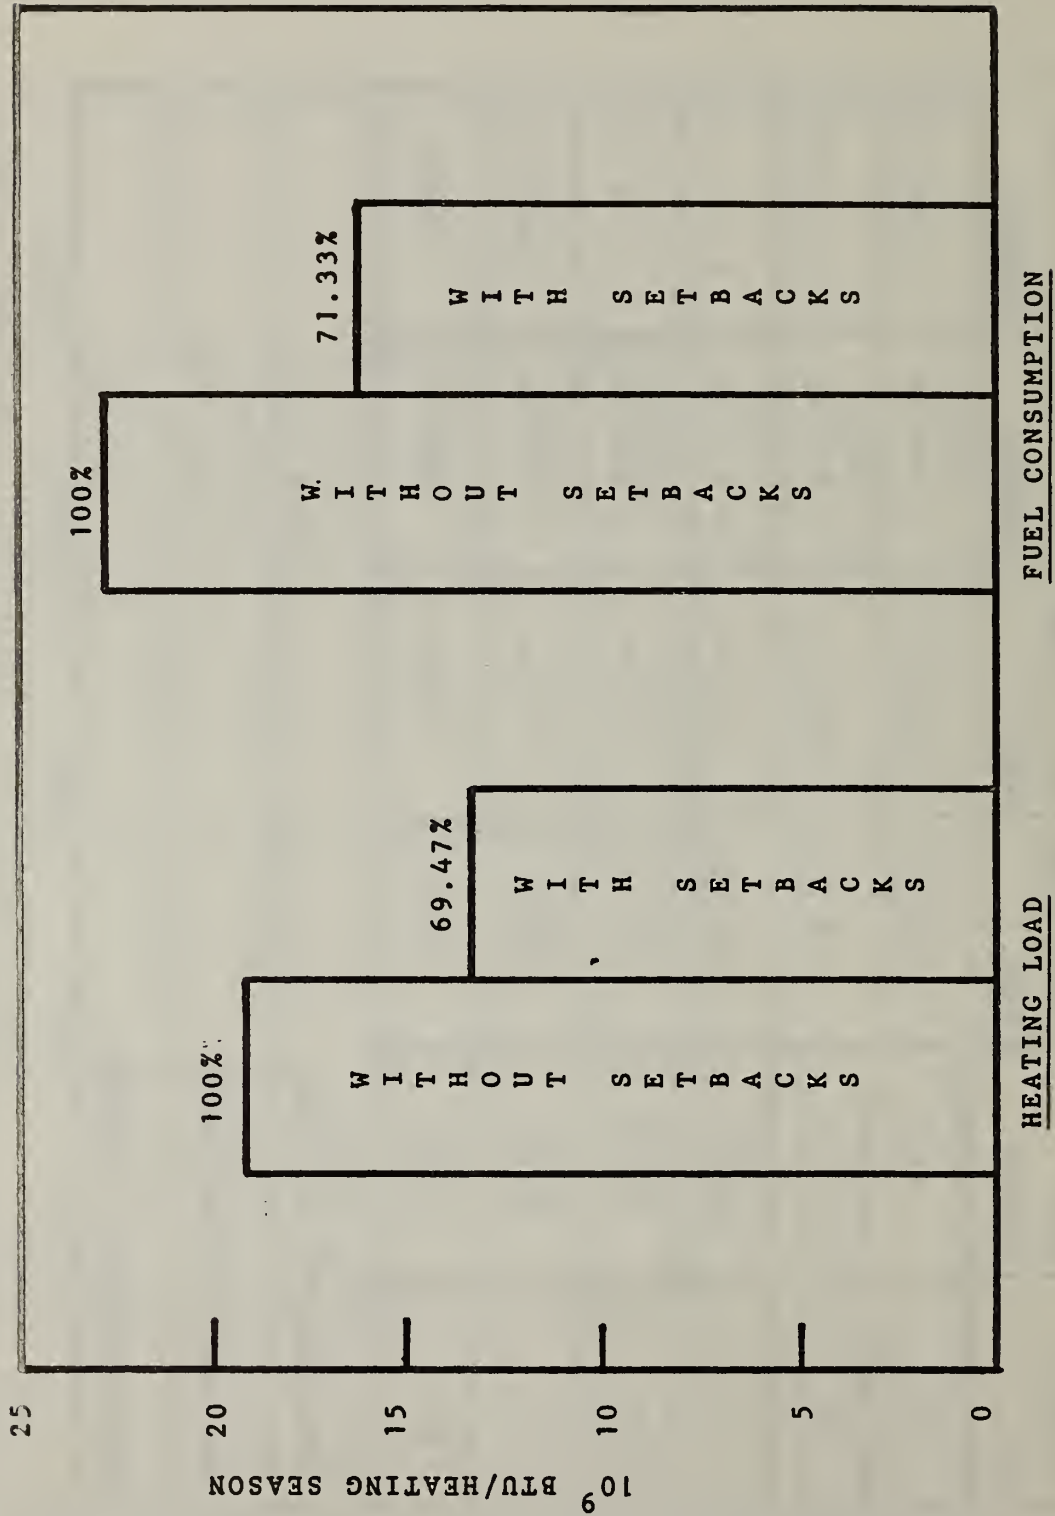 25
20
15
10
5
0
10⁹ BTU/HEATING SEASON
100%
WITHOUT SETBACKS
69.47%
WITH SETBACKS
HEATING LOAD
100%
W.ITHOUT SETBACKS
71.33%
WITH SETBACKS
FUEL CONSUMPTION